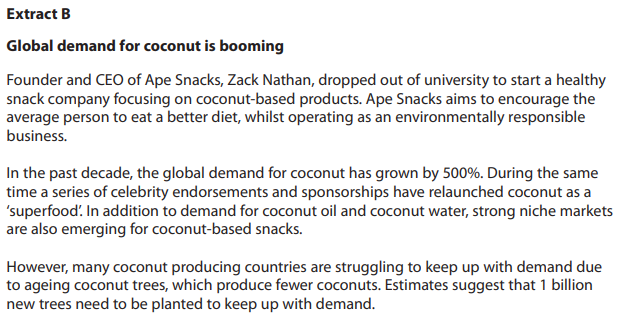 Extract B
Global demand for coconut is booming
Founder and CEO of Ape Snacks, Zack Nathan, dropped out of university to start a healthy
snack company focusing on coconut-based products. Ape Snacks aims to encourage the
average person to eat a better diet, whilst operating as an environmentally responsible
business.
In the past decade, the global demand for coconut has grown by 500%. During the same
time a series of celebrity endorsements and sponsorships have relaunched coconut as a
‘superfood’. In addition to demand for coconut oil and coconut water, strong niche markets
are also emerging for coconut-based snacks.
However, many coconut producing countries are struggling to keep up with demand due
to ageing coconut trees, which produce fewer coconuts. Estimates suggest that 1 billion
new trees need to be planted to keep up with demand.